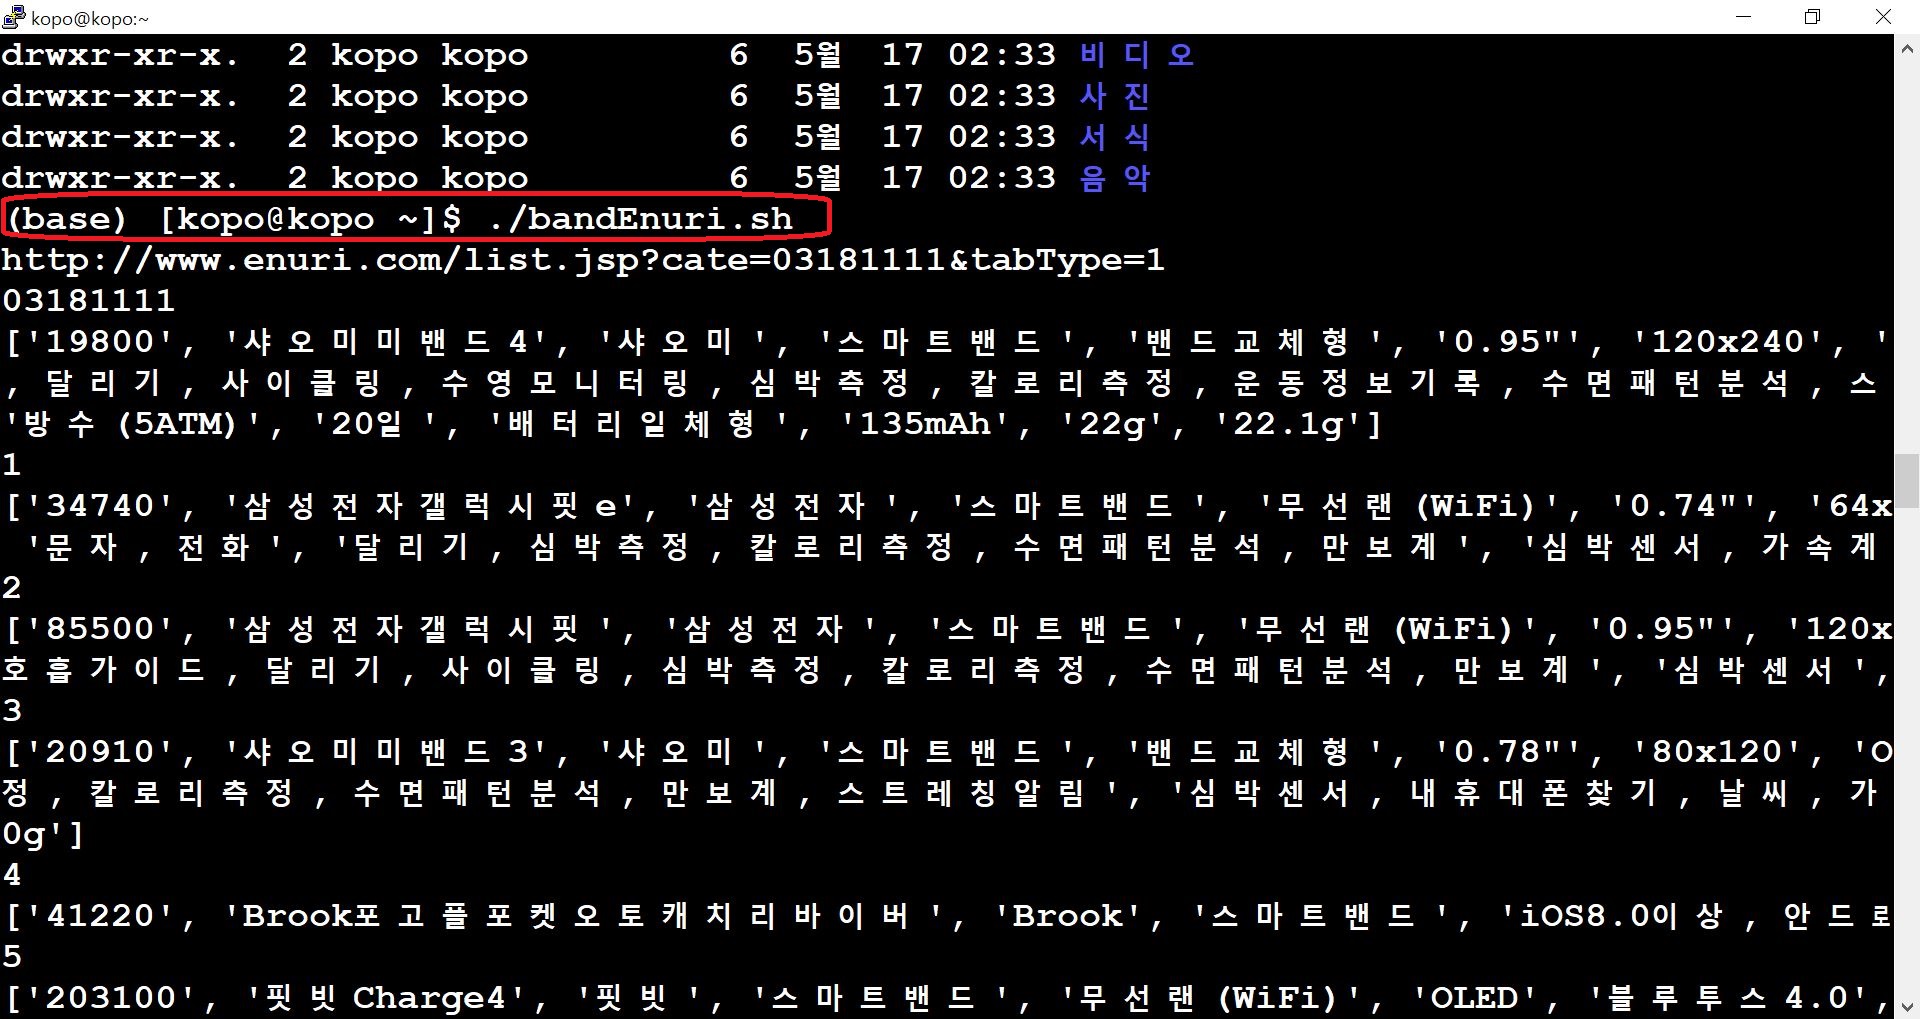 kopo@kopo:~
drwxr-xr-x. 2 kopo kopo 6 5월 17 02:33 비디오
drwxr-xr-x. 2 kopo kopo 6 5월 17 02:33 사진
drwxr-xr-x. 2 kopo kopo 6 5월 17 02:33 서식
drwxr-xr-x. 2 kopo kopo 6 5월 17 02:33 음악
(base) [kopo@kopo ~]$ ./bandEnuri.sh
http://www.enuri.com/list.jsp?cate=03181111&tabType=1
03181111
['19800', '샤오미미밴드4', '샤오미', '스마트밴드', '밴드교체형', '0.95"', '120x240', '
, 달리기, 사이클링, 수영모니터링, 심박측정, 칼로리측정, 운동정보기록, 수면패턴분석, 스
'방수(5ATM)', '20일', '배터리일체형', '135mAh', '22g', '22.1g']
1
['34740', '삼성전자갤럭시핏e', '삼성전자', '스마트밴드', '무선랜(WiFi)', '0.74"', '64x
'문자, 전화', '달리기, 심박측정, 칼로리측정, 수면패턴분석, 만보계', '심박센서, 가속계
2
['85500', '삼성전자갤럭시핏', '삼성전자', '스마트밴드', '무선랜(WiFi)', '0.95"', '120x
호흡가이드, 달리기, 사이클링, 심박측정, 칼로리측정, 수면패턴분석, 만보계', '심박센서',
3
['20910', '샤오미미밴드3', '샤오미', '스마트밴드', '밴드교체형', '0.78"', '80x120', 'O
정, 칼로리측정, 수면패턴분석, 만보계, 스트레칭알림', '심박센서, 내휴대폰찾기, 날씨, 가
0g']
4
['41220', 'Brook포고플포켓오토캐치리바이버', 'Brook', '스마트밴드', 'iOS8.0이상, 안드로
5
['203100', '핏빗Charge4', '핏빗', '스마트밴드', '무선랜(WiFi)', 'OLED', '블루투스4.0',